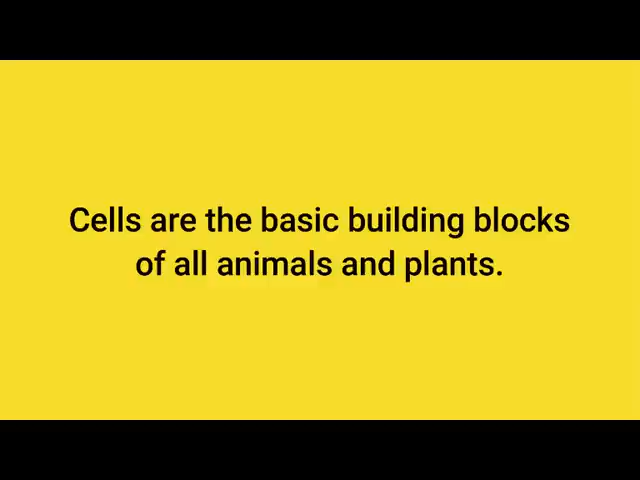 Cells are the basic building blocks
of all animals and plants.